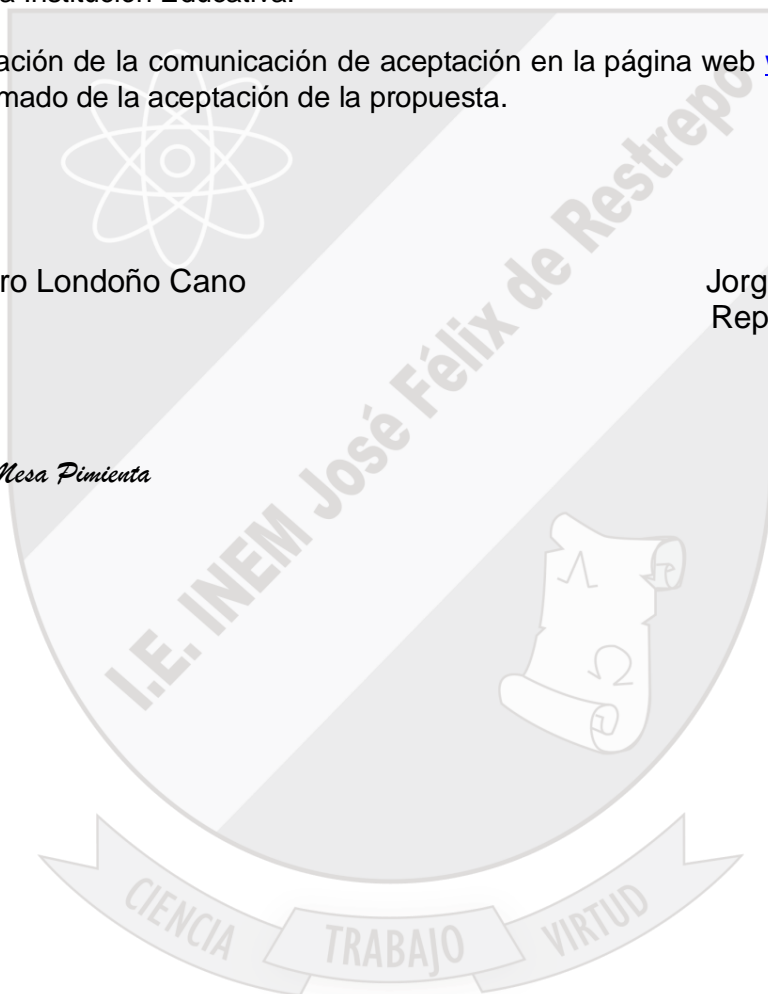 a Institución Educativa.
ación de la comunicación de aceptación en la página web
mado de la aceptación de la propuesta.
ro Londoño Cano
Jorg
Rep
Mesa Pimienta
I.E. INEM José Félix de Restrepo
Λ
Ω
CIENCIA
TRABAJO
VIRTUD